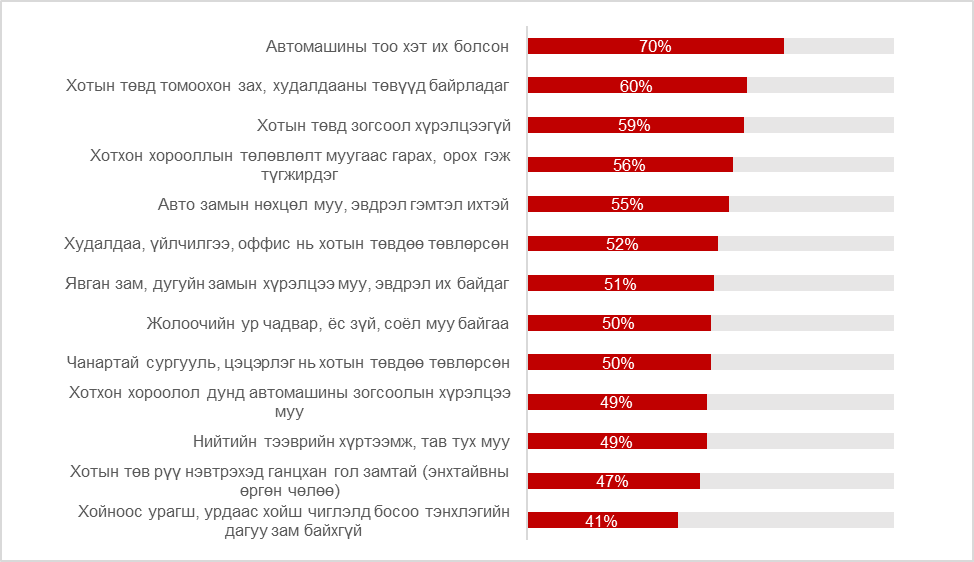 Автомашины тоо хэт их болсон
70%
Хотын төвд томоохон зах, худалдааны төвүүд байрладаг
60%
Хотын төвд зогсоол хүрэлцээгүй
59%
Хотхон хорооллын төлөвлөлт муугаас гарах, орох гэж
түгжирдэг
56%
Авто замын нөхцөл муу, эвдрэл гэмтэл ихтэй
55%
Худалдаа, үйлчилгээ, оффис нь хотын төвдөө төвлөрсөн
52%
Явган зам, дугуйн замын хүрэлцээ муу, эвдрэл их байдаг
51%
Жолоочийн ур чадвар, ёс зүй, соёл муу байгаа
50%
Чанартай сургууль, цэцэрлэг нь хотын төвдөө төвлөрсөн
50%
Хотхон хороолол дунд автомашины зогсоолын хүрэлцээ
муу
49%
Нийтийн тээврийн хүртээмж, тав тух муу
49%
Хотын төв рүү нэвтрэхэд ганцхан гол замтай (энхтайвны
өргөн чөлөө)
47%
Хойноос урагш, урдаас хойш чиглэлд босоо тэнхлэгийн
дагуу зам байхгүй
41%